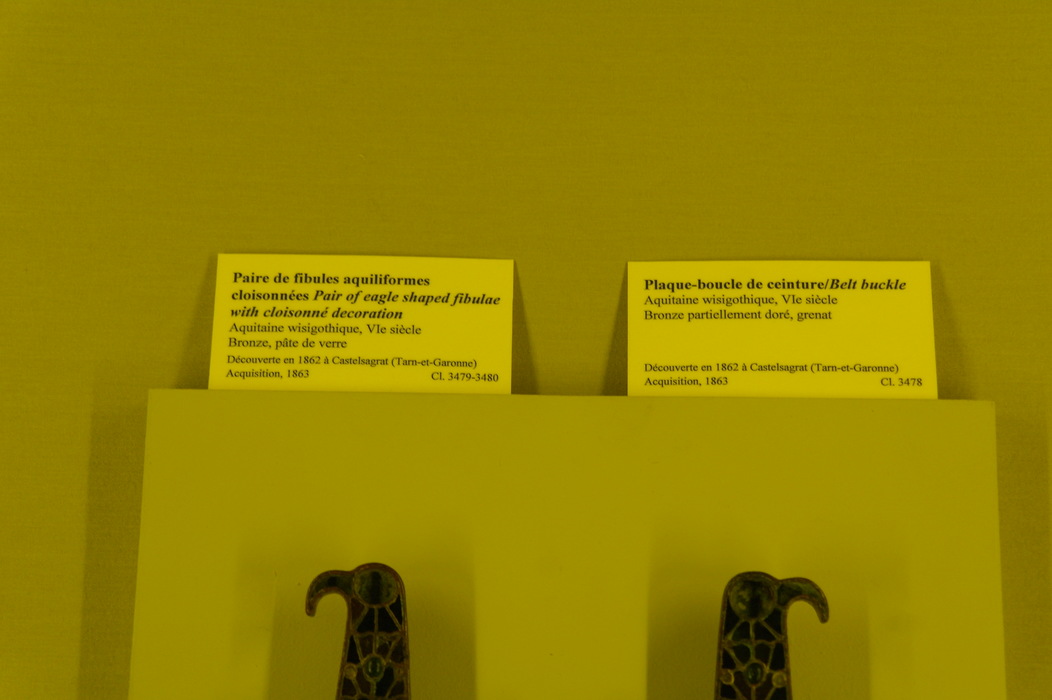 Paire de fibules aquiliformes
cloisonnées Pair of eagle shaped fibulae
with cloisonné decoration
Aquitaine wisigothique, VIe siècle
Bronze, pâte de verre
Découverte en 1862 à Castelsagrat (Tarn-et-Garonne)
Acquisition, 1863 Cl. 3479-3480
Plaque-boucle de ceinture/Belt buckle
Aquitaine wisigothique, VIe siècle
Bronze partiellement doré, grenat
Découverte en 1862 à Castelsagrat (Tarn-et-Garonne)
Acquisition, 1863 Cl. 3478